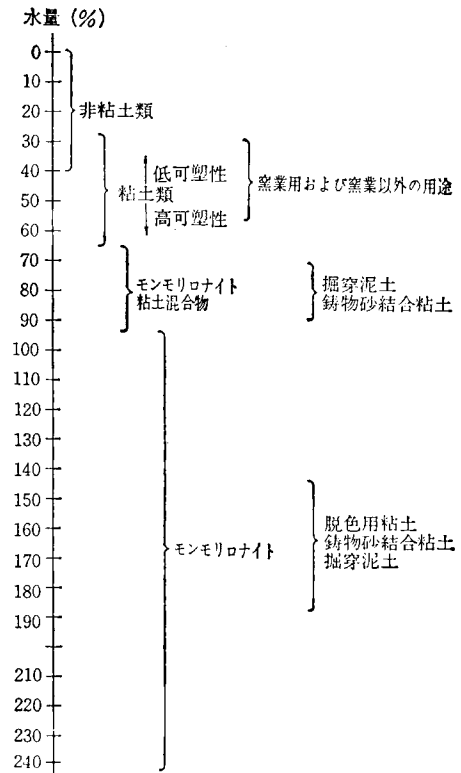 水量 (%)
0
10
20
非粘土類
30
40
低可塑性
粘土類
窯業用および窯業以外の用途
50
高可塑性
60
70
モンモリロナイト
粘土混合物
掘穿泥土
鋳物砂結合粘土
80
90
100
110
120
130
140
150
脱色用粘土
160
鋳物砂結合粘土
モンモリロナイト
掘穿泥土
170
180
190
210
220
230
240